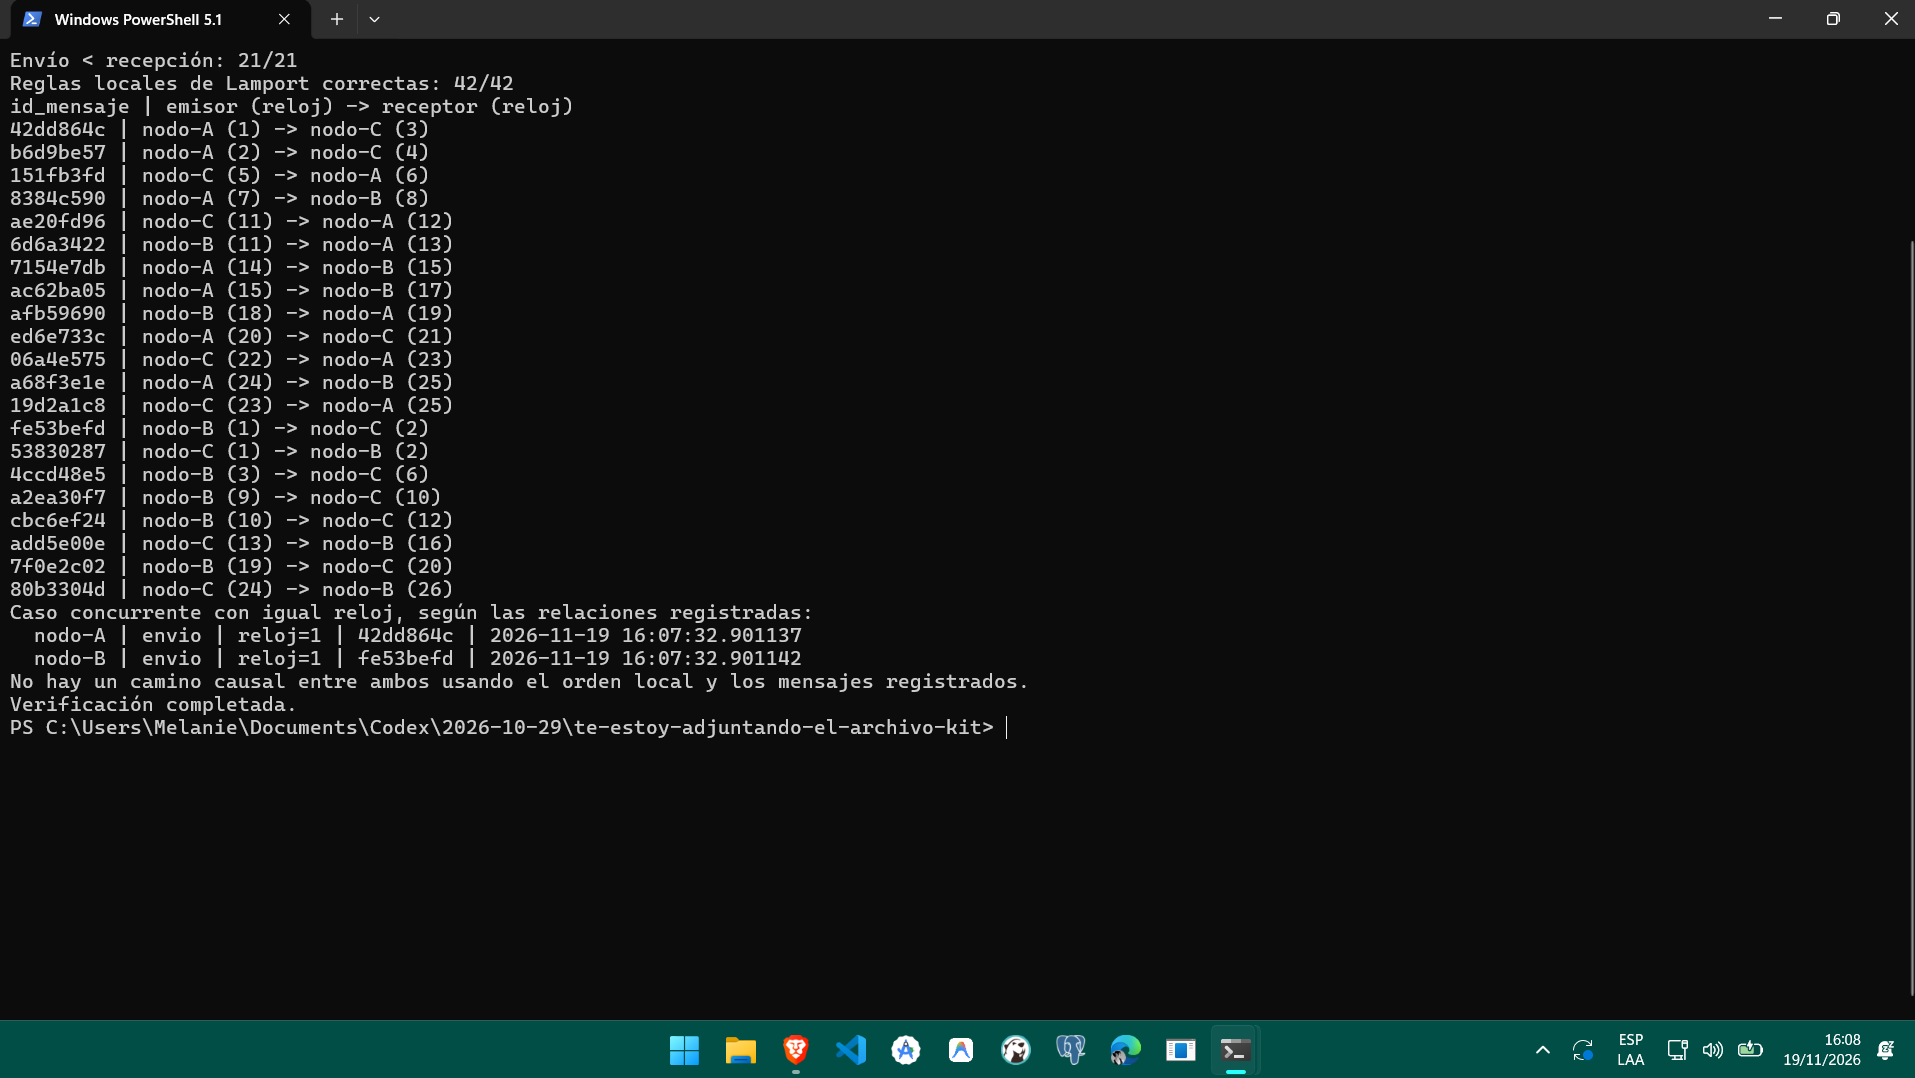 Windows PowerShell 5.1
Envío < recepción: 21/21
Reglas locales de Lamport correctas: 42/42
id_mensaje | emisor (reloj) -> receptor (reloj)
42dd864c | nodo-A (1) -> nodo-C (3)
b6d9be57 | nodo-A (2) -> nodo-C (4)
151fb3fd | nodo-C (5) -> nodo-A (6)
8384c590 | nodo-A (7) -> nodo-B (8)
ae20fd96 | nodo-C (11) -> nodo-A (12)
6d6a3422 | nodo-B (11) -> nodo-A (13)
7154e7db | nodo-A (14) -> nodo-B (15)
ac62ba05 | nodo-A (15) -> nodo-B (17)
afb59690 | nodo-B (18) -> nodo-A (19)
ed6e733c | nodo-A (20) -> nodo-C (21)
06a4e575 | nodo-C (22) -> nodo-A (23)
a68f3e1e | nodo-A (24) -> nodo-B (25)
19d2a1c8 | nodo-C (23) -> nodo-A (25)
fe53befd | nodo-B (1) -> nodo-C (2)
53830287 | nodo-C (1) -> nodo-B (2)
4ccd48e5 | nodo-B (3) -> nodo-C (6)
a2ea30f7 | nodo-B (9) -> nodo-C (10)
cbc6ef24 | nodo-B (10) -> nodo-C (12)
add5e00e | nodo-C (13) -> nodo-B (16)
7f0e2c02 | nodo-B (19) -> nodo-C (20)
80b3304d | nodo-C (24) -> nodo-B (26)
Caso concurrente con igual reloj, según las relaciones registradas:
nodo-A | envio | reloj=1 | 42dd864c | 2026-11-19 16:07:32.901137
nodo-B | envio | reloj=1 | fe53befd | 2026-11-19 16:07:32.901142
No hay un camino causal entre ambos usando el orden local y los mensajes registrados.
Verificación completada.
PS C:\Users\Melanie\Documents\Codex\2026-10-29\te-estoy-adjuntando-el-archivo-kit>
ESP
LAA
16:08
19/11/2026